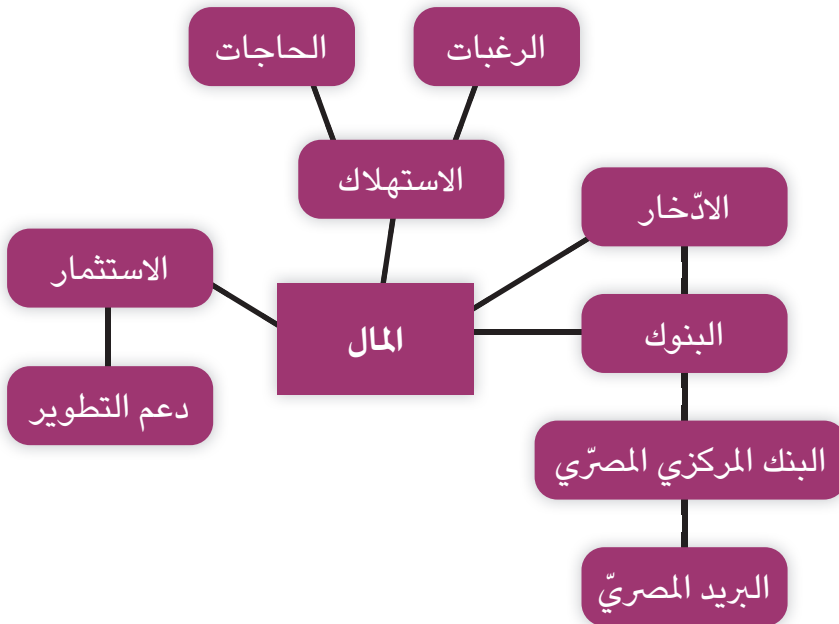 الرغبات
الحاجات
الاستهلاك
الادّخار
الاستثمار
المال
البنوك
دعم التطوير
البنك المركزي المصرّي
البريد المصريّ